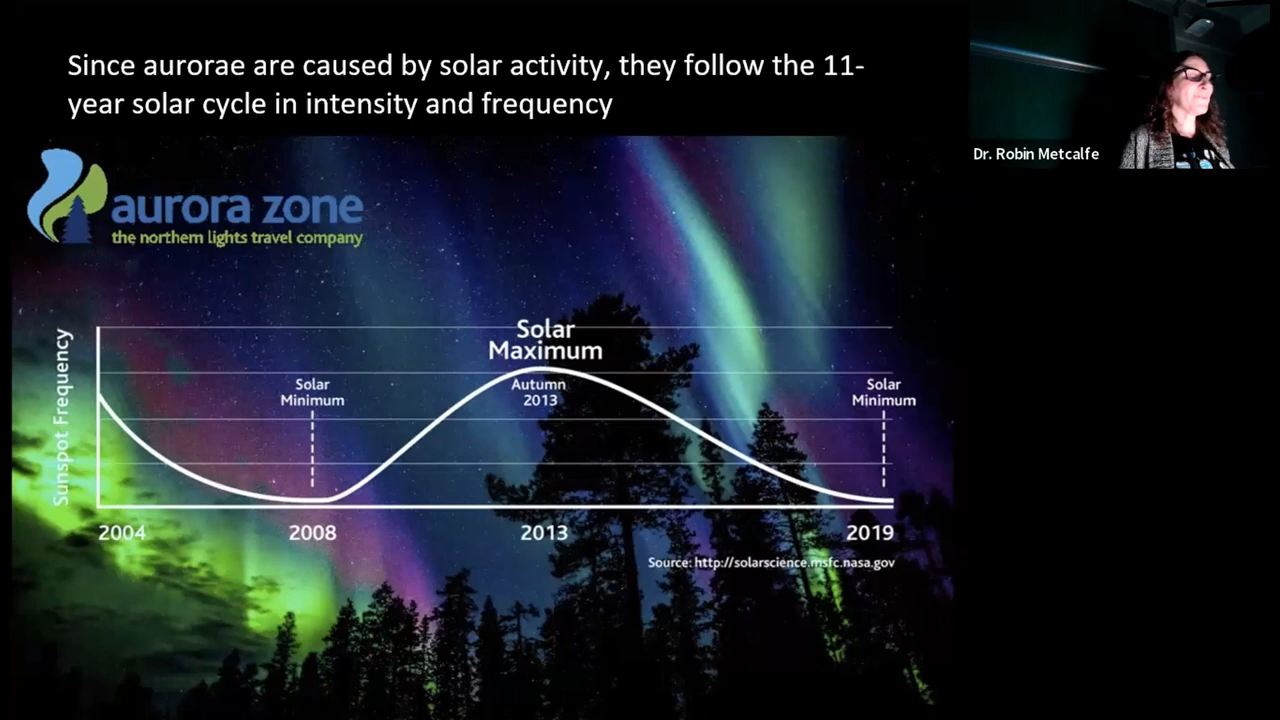 Since aurorae are caused by solar activity, they follow the 11-
year solar cycle in intensity and frequency
Dr. Robin Metcalfe
aurora zone
the northern lights travel company
Sunspot Frequency
Solar
Maximum
Autumn
2013
Solar
Minimum
Solar
Minimum
2004
2008
2013
2019
Source: http://solarscience.msfc.nasa.gov